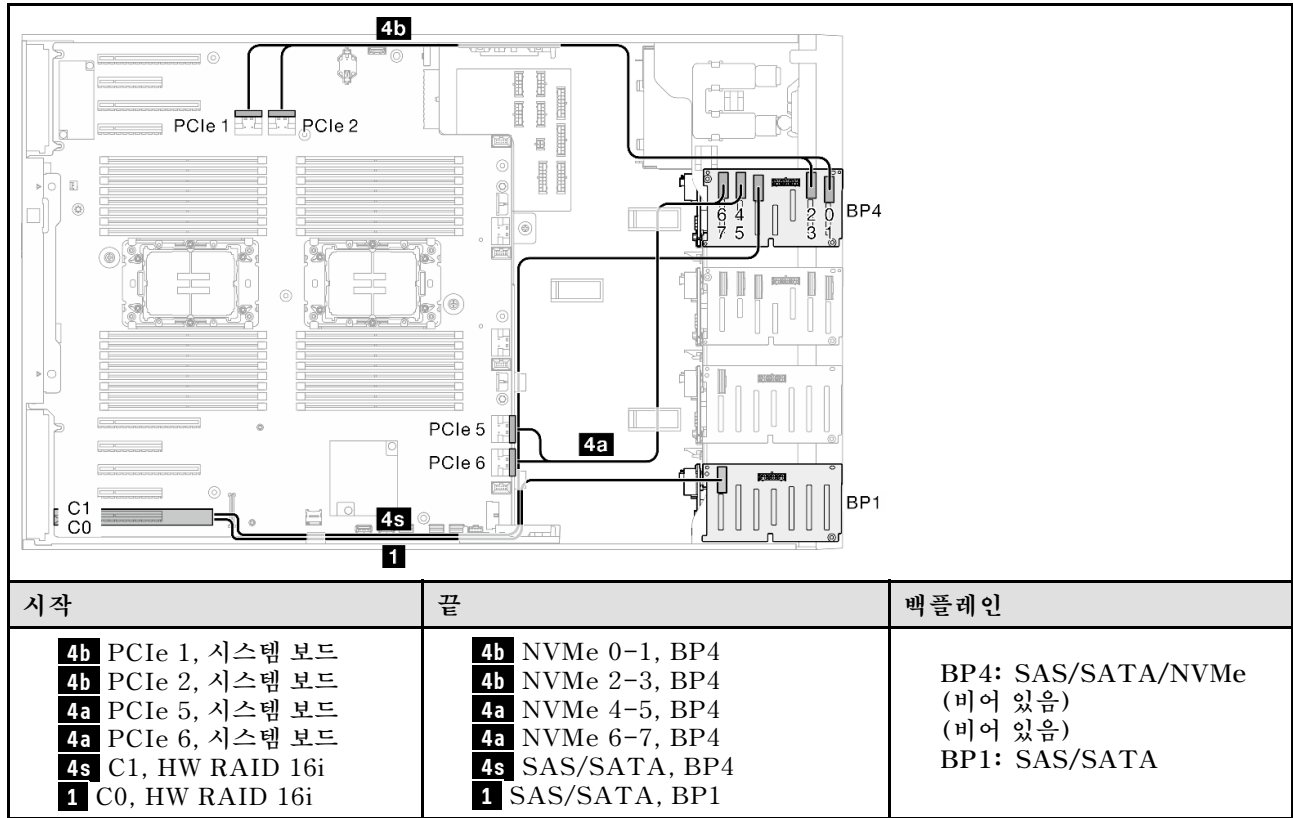 4b
PCIe 1
PCIe 2
6 4 2 0
7 5 3 1
BP4
PCIe 5
4a
PCIe 6
BP1
C1
C0
4s
1
시작
끝
백플레인
4b PCIe 1, 시스템 보드
4b PCIe 2, 시스템 보드
4a PCIe 5, 시스템 보드
4a PCIe 6, 시스템 보드
4s C1, HW RAID 16i
1 C0, HW RAID 16i
4b NVMe 0-1, BP4
4b NVMe 2-3, BP4
4a NVMe 4-5, BP4
4a NVMe 6-7, BP4
4s SAS/SATA, BP4
1 SAS/SATA, BP1
BP4: SAS/SATA/NVMe
(비어 있음)
(비어 있음)
BP1: SAS/SATA